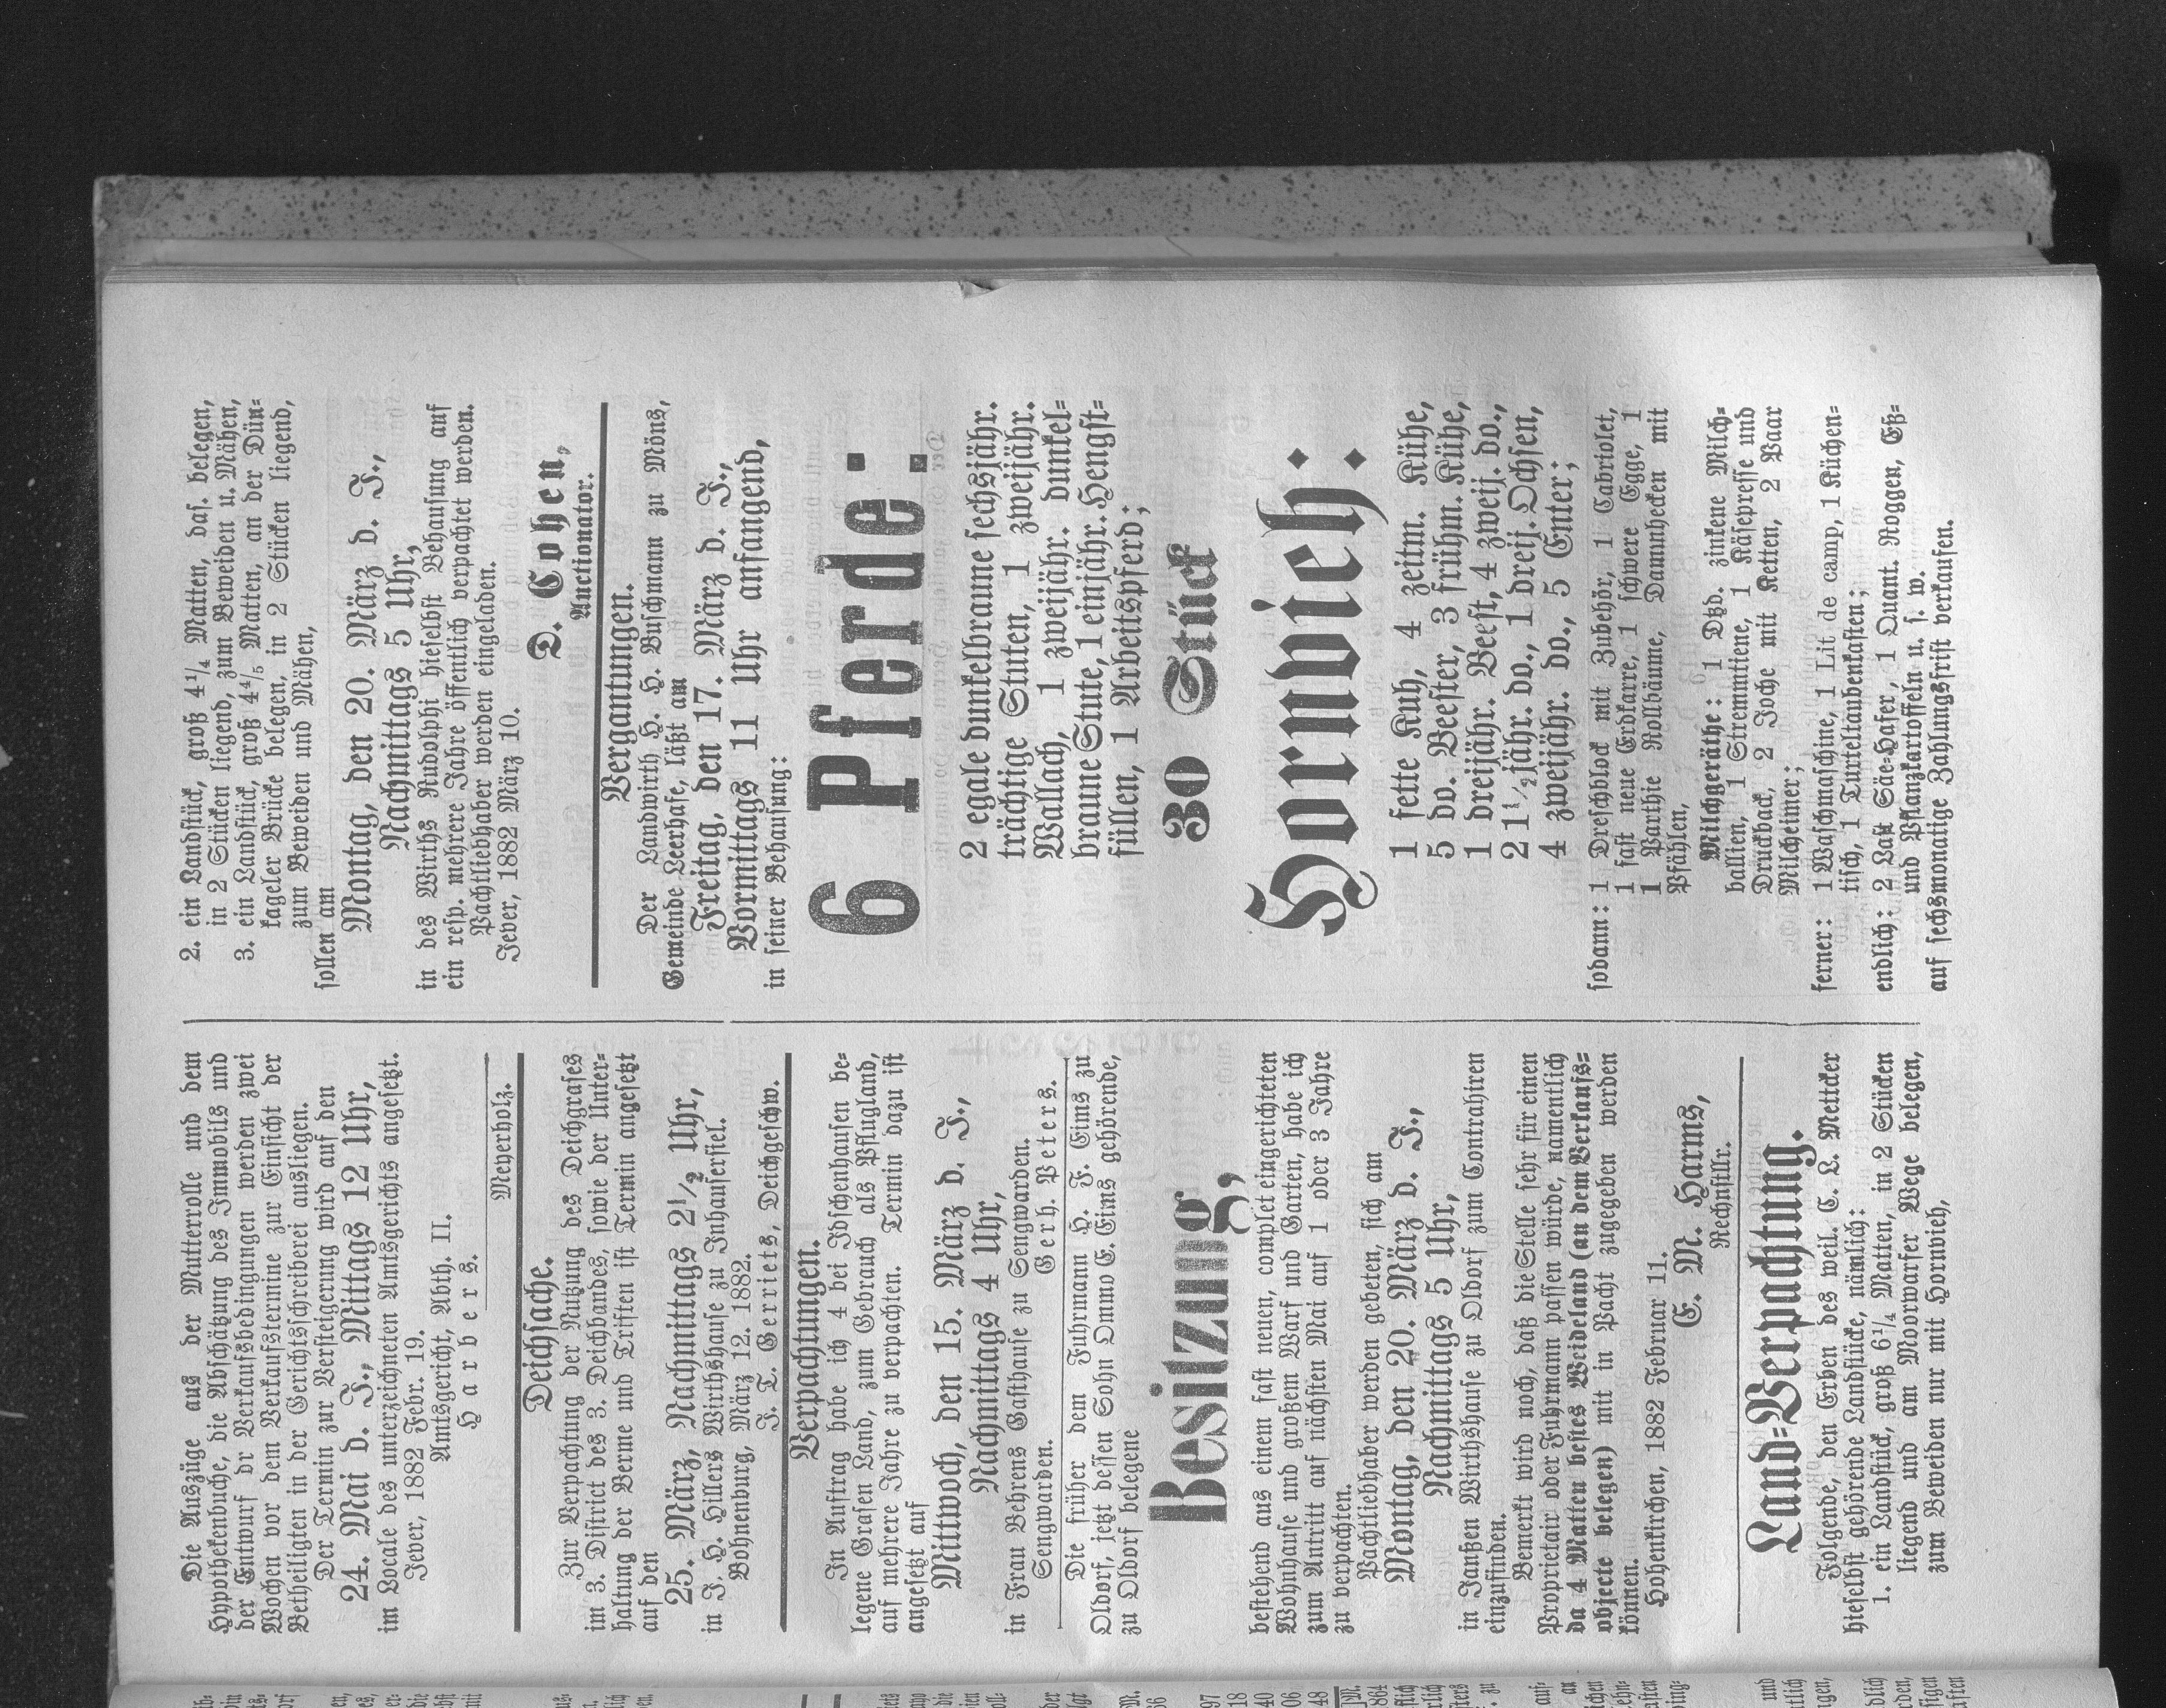 Die Auszüge aus der Mutterrolle und dem
Hypothekenbuche, die Abschätzung des Immobils und
der Entwurf dr Verkaufsbedingungen werden zwei
Wochen vor dem Verkaufstermine zur Einsicht der
Betheiligten in der Gerichtsschreiberei ausliegen.
Der Termin zur Versteigerung wird auf den
24. Mai d. J., Mittags 12 Uhr,
im Locale des unterzeichneten Amtsgerichts angesetzt.
Jever, 1882 Febr. 19.
Amtsgericht, Abth. II.
Harbers.
Meyerholz.
Deichsache.
Zur Verpachtung der Nutzung des Deichgrases
im 3. District des 3. Deichbandes, sowie der Unter-
haltung der Berme und Triften ist Termin angesetzt
auf den
25. März, Nachmittags 2½ Uhr,
in J. H. Hillers Wirthshause zu Inhausersiel.
Bohnenburg, März 12. 1882.
J. T. Gerriets, Deichgeschw.
Verpachtungen.
In Auftrag habe ich 4 bei Idschenhausen be-
legene Grasen Land, zum Gebrauch als Pflugland,
auf mehrere Jahre zu verpachten. Termin dazu ist
angesetzt auf
Mittwoch, den 15. März d. J.,
Nachmittags 4 Uhr,
in Frau Behrens Gasthause zu Sengwarden.
Sengwarden. Gerh. Peters.
Die früher dem Fuhrmann H. F. Eims zu
Oldorf, jetzt dessen Sohn Ommo E. Eims gehörende,
zu Oldorf belegene
Besitzung,
bestehend aus einem fast neuen, complet eingerichteten
Wohnhause und großem Warf und Garten, habe ich
zum Antritt auf nächsten Mai auf 1 oder 3 Jahre
zu verpachten.
Pachtliebhaber werden gebeten, sich am
Montag, den 20. März d. J.,
Nachmittags 5 Uhr,
in Janßen Wirthshause zu Oldorf zum Contrahiren
einzufinden.
Bemerkt wird noch, daß die Stelle sehr für einen
Proprietair oder Fuhrmann passen würde, namentlich
da 4 Matten bestes Weideland (an dem Verkaufs-
objecte belegen) mit in Pacht zugegeben werden
können.
Hohenkirchen, 1882 Februar 11.
E. M. Harms,
Rechnstllr.
Land-Verpachtung.
Folgende, den Erben des weil. C. L. Mettcker
hieselbst gehörende Landstücke, nämlich:
1. ein Landstück, groß 6¼ Matten, in 2 Stücken
liegend und am Moorwarfer Wege belegen,
zum Beweiden nur mit Hornvieh,
2. ein Landstück, groß 4¼ Matten, das. belegen,
in 2 Stücken liegend, zum Beweiden u. Mähen,
3. ein Landstück, groß 4⅘ Matten, an der Dün-
kageler Brücke belegen, in 2 Stücken liegend,
zum Beweiden und Mähen,
sollen am
Montag, den 20. März d. J.,
Nachmittags 5 Uhr,
in des Wirths Rudolphi hieselbst Behausung auf
ein resp. mehrere Jahre öffentlich verpachtet werden.
Pachtliebhaber werden eingeladen.
Jever, 1882 März 10.
D. Cohen,
Auctionator.
Vergantungen.
Der Landwirth H. H. Buschmann zu Möns,
Gemeinde Cleerhafe, läßt am
Freitag, den 17. März d. J.,
Vormittags 11 Uhr anfangend,
in seiner Behausung:
6 Pferde:
2 egale dunkelbraune sechsjähr.
trächtige Stuten, 1 zweijähr.
Wallach, 1 zweijähr. dunkel-
braune Stute, 1 einjähr. Hengst-
füllen, 1 Arbeitspferd;
30 Stück
Hornvieh:
1 fette Kuh, 4 zeitm. Kühe,
5 do. Beester, 3 frühm. Kühe,
1 dreijähr. Beest, 4 zweij. do.,
2 1½jähr. do., 1 dreij. Ochsen,
4 zweijähr. do., 5 Enter;
sodann: 1 Dreschblock mit Zubehör, 1 Cabriolet,
1 fast neue Erdkarre, 1 schwere Egge, 1
1 Parthie Rollbäume, Dammhecken mit
Pfählen,
Milchgeräthe: 1 Dtzd. zinkene Milch-
ballien, 1 Stremmtiene, 1 Käsepresse und
Druckback, 2 Joche mit Ketten, 2 Paar
Milcheimer;
ferner: 1 Waschmaschine, 1 Lit de camp, 1 Küchen-
tisch, 1 Turteltaubenkasten;
endlich: 2 Last Säe-Hafer, 1 Quant. Roggen, Eß-
und Pflanzkartoffeln u. s. w.
auf sechsmonatige Zahlungsfrist verkaufen.